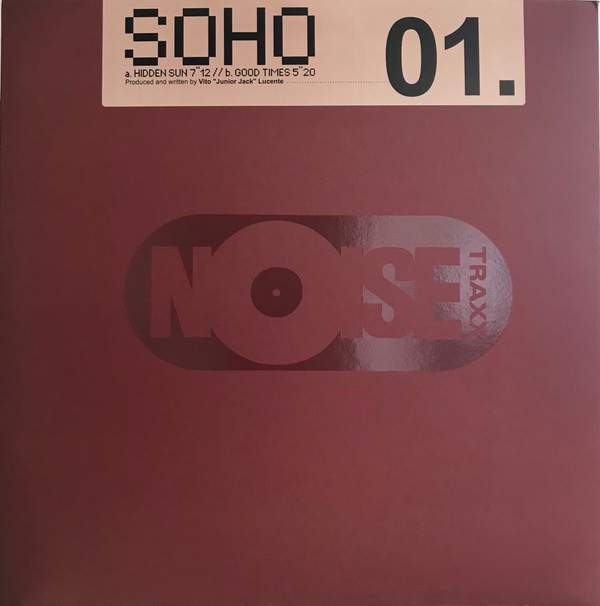 SOHO
a. HIDDEN SUN 7"12 // b. GOOD TIMES 5"20
Produced and written by Vito "Junior Jack" Lucente
01.
NOISE
TRAXX